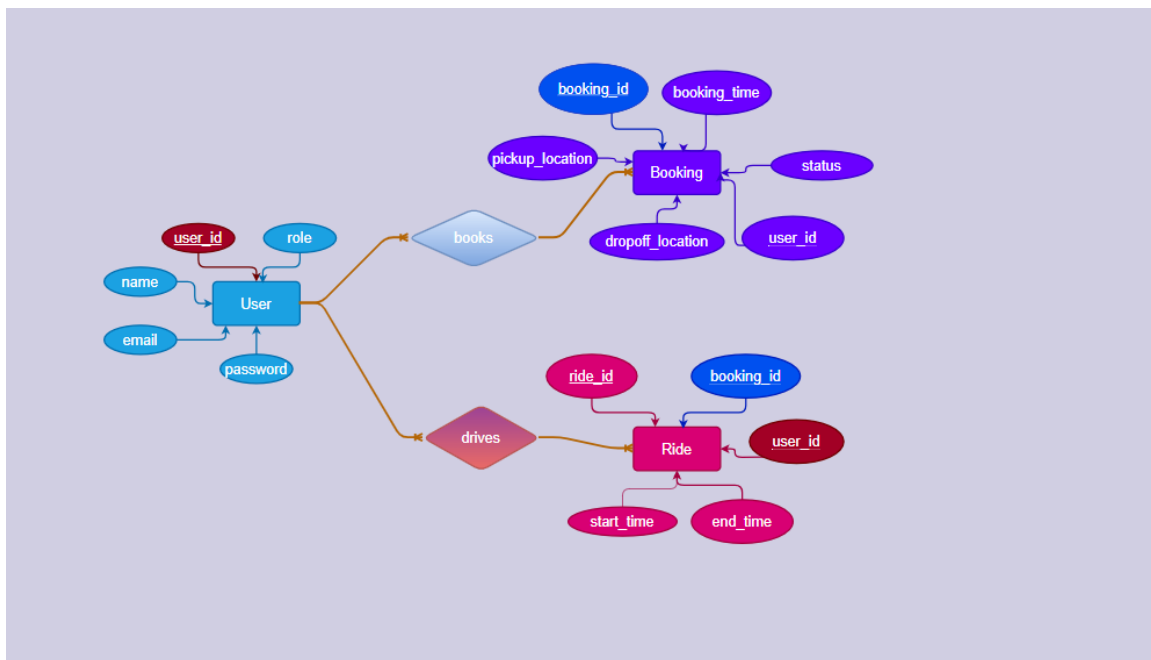 booking_id
booking_time
pickup_location
Booking
status
dropoff_location
user_id
books
user_id
role
name
User
email
password
ride_id
booking_id
drives
Ride
user_id
start_time
end_time